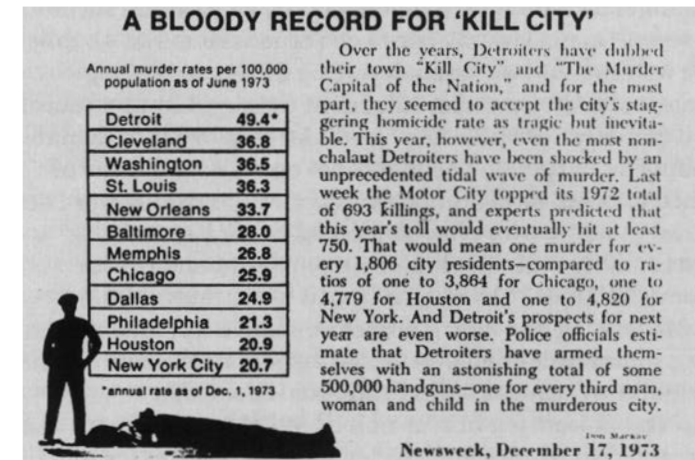 A BLOODY RECORD FOR 'KILL CITY'
Annual murder rates per 100,000
population as of June 1973
Detroit 49.4*
Cleveland 36.8
Washington 36.5
St. Louis 36.3
New Orleans 33.7
Baltimore 28.0
Memphis 26.8
Chicago 25.9
Dallas 24.9
Philadelphia 21.3
Houston 20.9
New York City 20.7
*annual rate as of Dec. 1, 1973
Over the years, Detroiters have dubbed
their town "Kill City" and "The Murder
Capital of the Nation," and for the most
part, they seemed to accept the city's stag-
gering homicide rate as tragic but inevita-
ble. This year, however, even the most non-
chalant Detroiters have been shocked by an
unprecedented tidal wave of murder. Last
week the Motor City topped its 1972 total
of 693 killings, and experts predicted that
this year's toll would eventually hit at least
750. That would mean one murder for ev-
ery 1,806 city residents—compared to ra-
tios of one to 3,864 for Chicago, one to
4,779 for Houston and one to 4,820 for
New York. And Detroit's prospects for next
year are even worse. Police officials esti-
mate that Detroiters have armed them-
selves with an astonishing total of some
500,000 handguns—one for every third man,
woman and child in the murderous city.
Newsweek, December 17, 1973